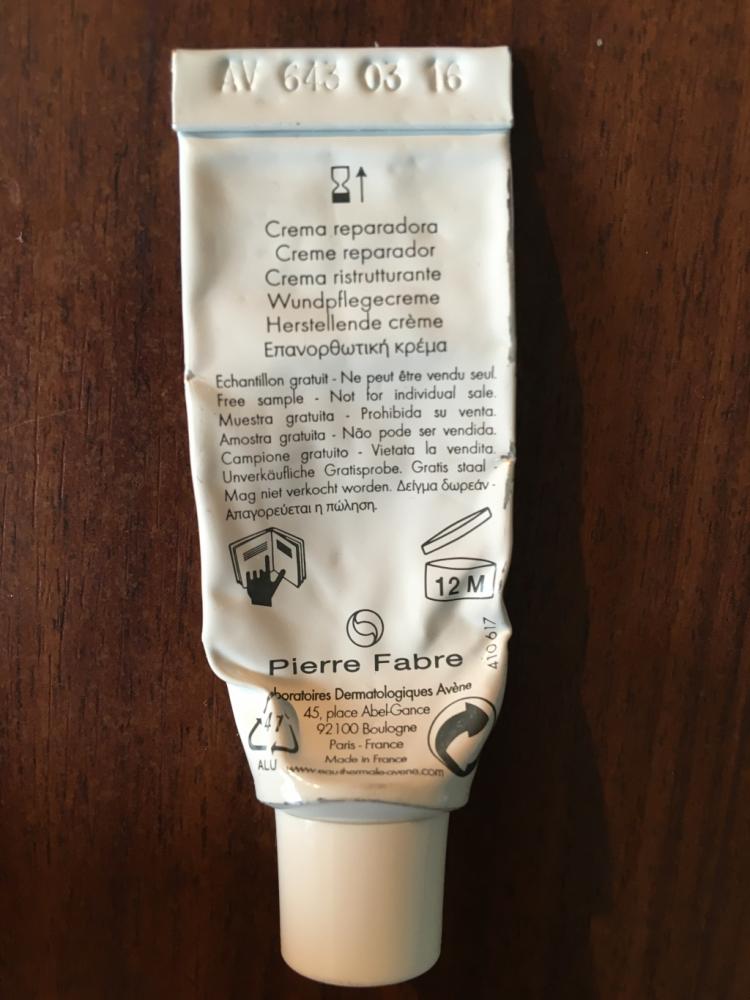 AV 643 03 16
Crema reparadora
Creme reparador
Crema ristrutturante
Wundpflegecreme
Herstellende crème
Επανορθωτική κρέμα
Echantillon gratuit - Ne peut être vendu seul.
Free sample - Not for individual sale.
Muestra gratuita - Prohibida su venta.
Amostra gratuita - Não pode ser vendida.
Campione gratuito - Vietata la vendita.
Unverkäufliche Gratisprobe. Gratis staal -
Mag niet verkocht worden. Δείγμα δωρεάν -
Απαγορεύεται η πώληση.
12 M
410617
Pierre Fabre
boratoires Dermatologiques Avène
45, place Abel-Gance
92100 Boulogne
Paris - France
Made in France
www.eauthermale-avene.com
41
ALU